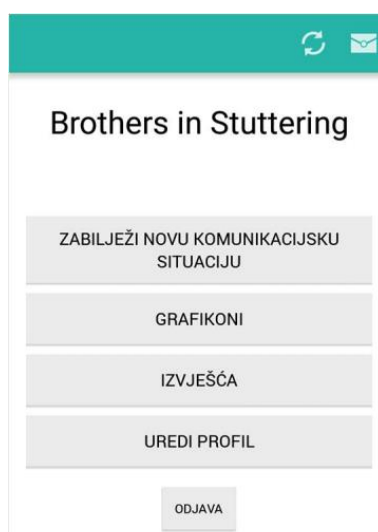 Brothers in Stuttering
ZABILJEŽI NOVU KOMUNIKACIJSKU
SITUACIJU
GRAFIKONI
IZVJEŠĆA
UREDI PROFIL
ODJAVA